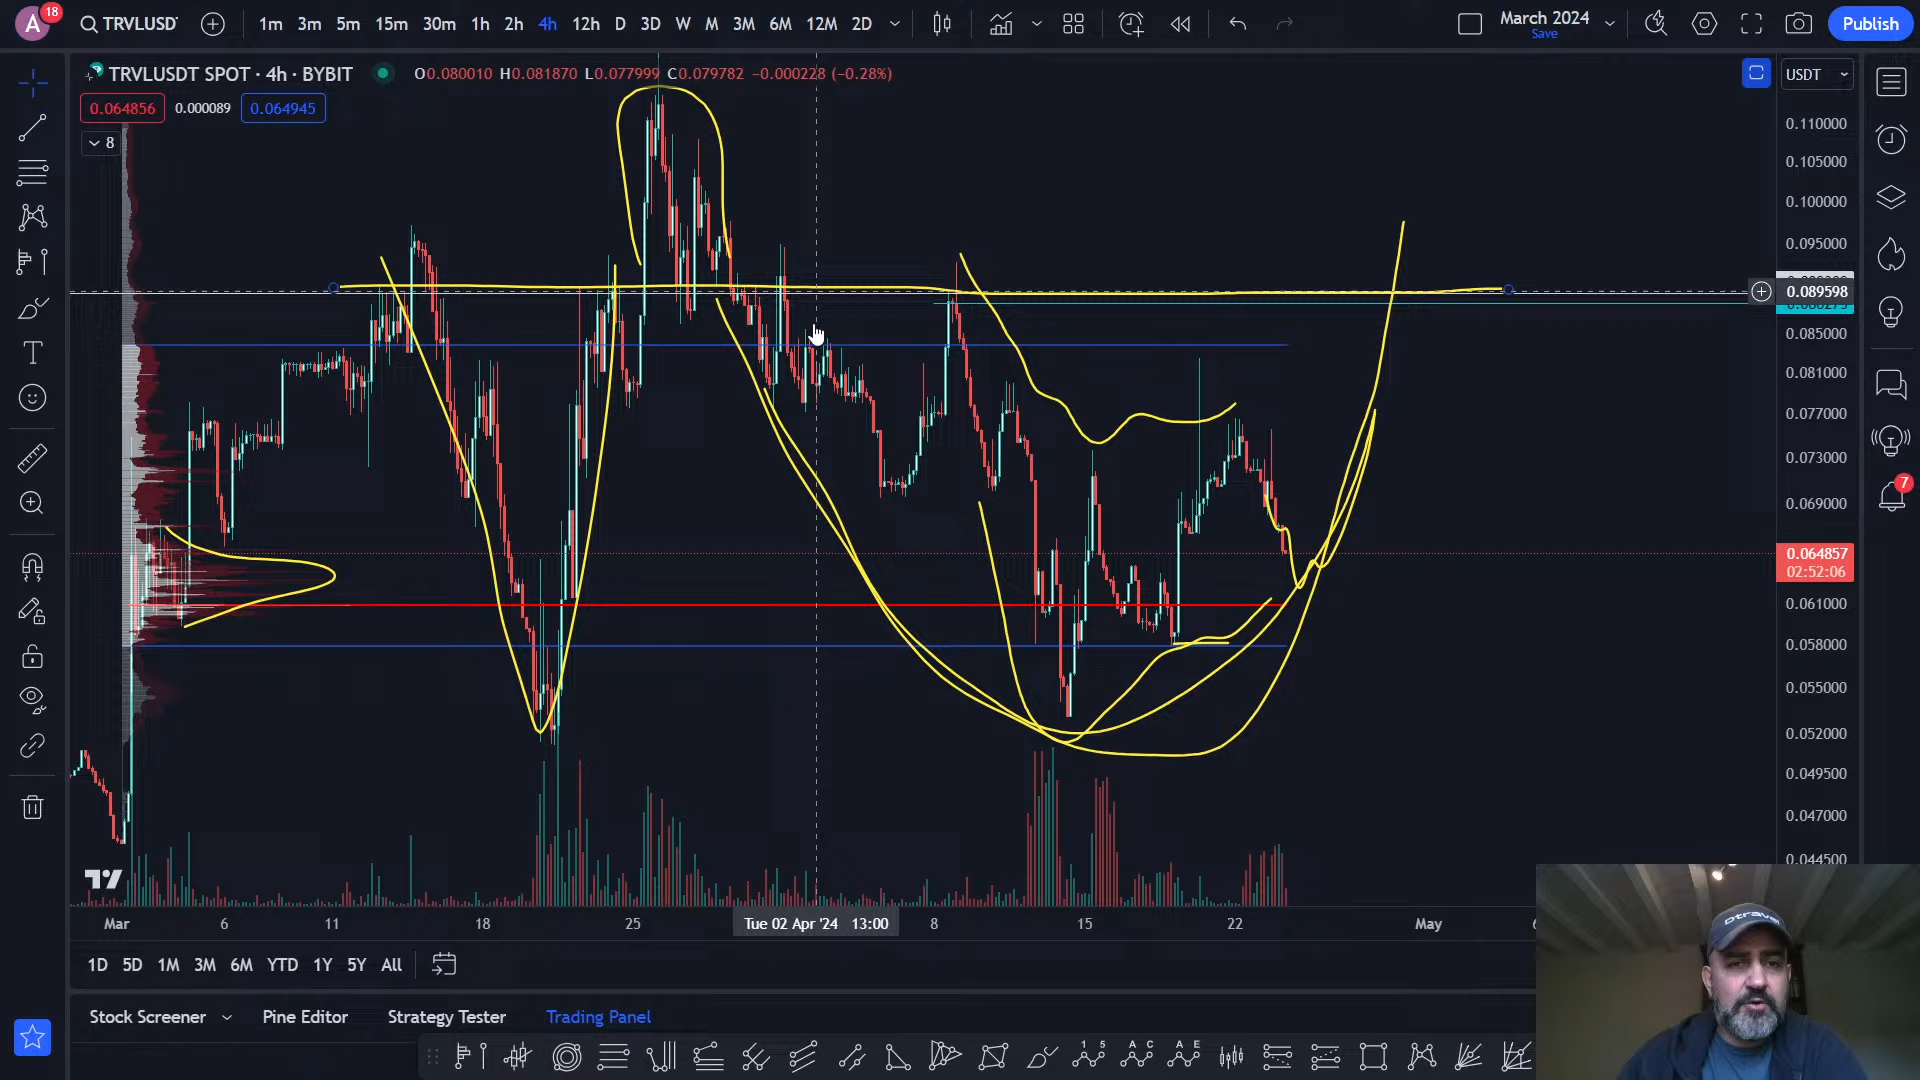 A
18
TRVLUSDT
1m 3m 5m 15m 30m 1h 2h 4h 12h D 3D W M 3M 6M 12M 2D
March 2024
Save
Publish
TRVLUSDT SPOT · 4h · BYBIT
O0.080010 H0.081870 L0.077999 C0.079782 −0.000228 (−0.28%)
USDT
0.064856
0.000089
0.064945
8
0.110000
0.105000
0.100000
0.095000
0.089598
0.085000
0.081000
0.077000
0.073000
0.069000
0.064857
02:52:06
0.061000
0.058000
0.055000
0.052000
0.049500
0.047000
0.044500
7
Mar 6 11 18 25 Tue 02 Apr '24 13:00 8 15 22 May
1D 5D 1M 3M 6M YTD 1Y 5Y All
Stock Screener Pine Editor Strategy Tester Trading Panel
1 5
A C
A E